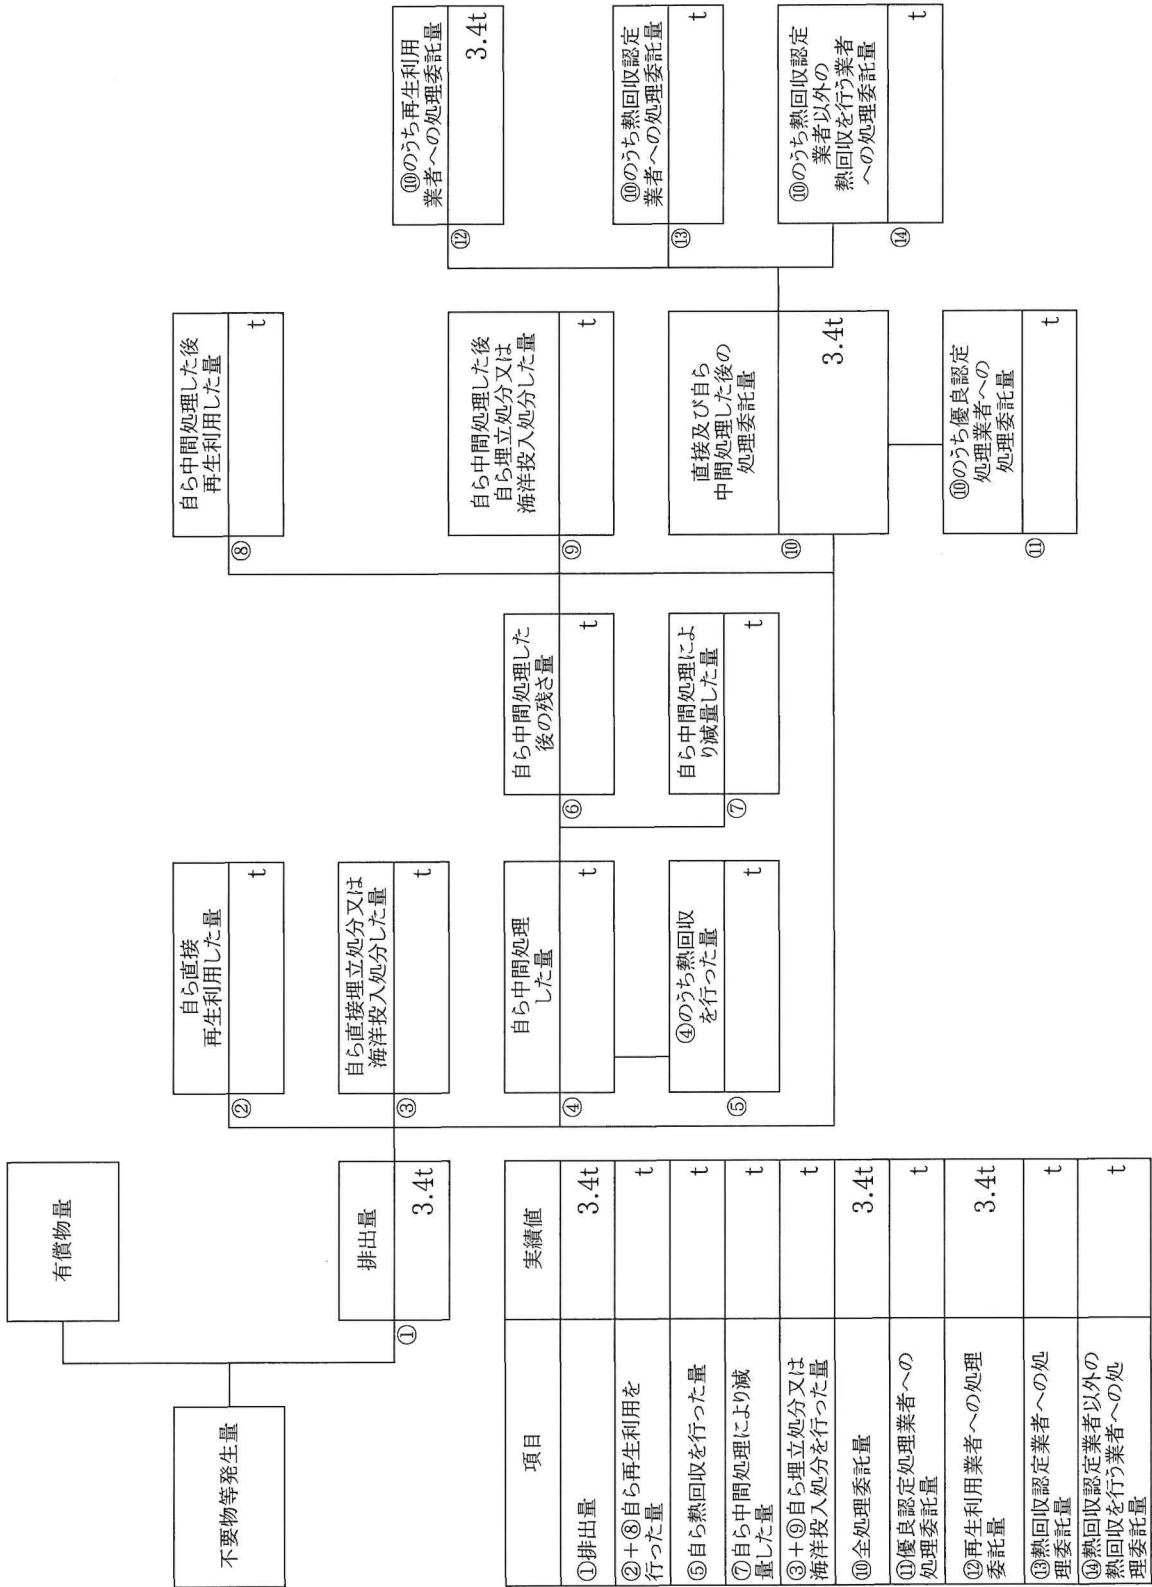 不要物等発生量
有償物量
排出量
①
3.4t
自ら直接
再生利用した量
②
t
自ら直接埋立処分又は
海洋投入処分した量
③
t
自ら中間処理
した量
④
t
④のうち熱回収
を行った量
⑤
t
自ら中間処理した
後の残さ量
⑥
t
自ら中間処理によ
り減量した量
⑦
t
自ら中間処理した後
再生利用した量
⑧
t
自ら中間処理した後
自ら埋立処分又は
海洋投入処分した量
⑨
t
直接及び自ら
中間処理した後の
処理委託量
⑩
3.4t
⑩のうち優良認定
処理業者への
処理委託量
⑪
t
⑩のうち再生利用
業者への処理委託量
⑫
3.4t
⑩のうち熱回収認定
業者への処理委託量
⑬
t
⑩のうち熱回収認定
業者以外の
熱回収を行う業者
への処理委託量
⑭
t
項目 実績値
①排出量 3.4t
②+⑧自ら再生利用を
行った量 t
⑤自ら熱回収を行った量 t
⑦自ら中間処理により減
量した量 t
③+⑨自ら埋立処分又は
海洋投入処分を行った量 t
⑩全処理委託量 3.4t
⑪優良認定処理業者への
処理委託量 t
⑫再生利用業者への処理
委託量 3.4t
⑬熱回収認定業者への処
理委託量 t
⑭熱回収認定業者以外の
熱回収を行う業者への処
理委託量 t